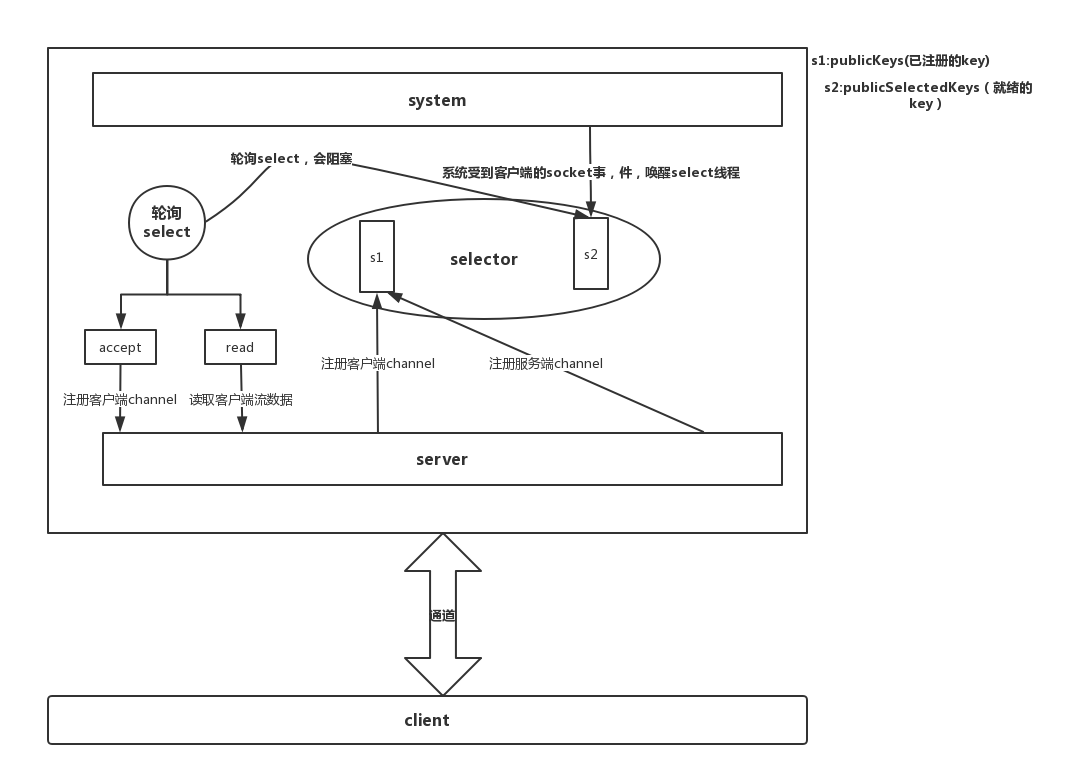 s1:publicKeys(已注册的key)
s2:publicSelectedKeys（就绪的
key）
system
轮询select，会阻塞
系统受到客户端的socket事，件，唤醒select线程
轮询
select
s1
selector
s2
accept
read
注册客户端channel
注册服务端channel
注册客户端channel
读取客户端流数据
server
通道
client